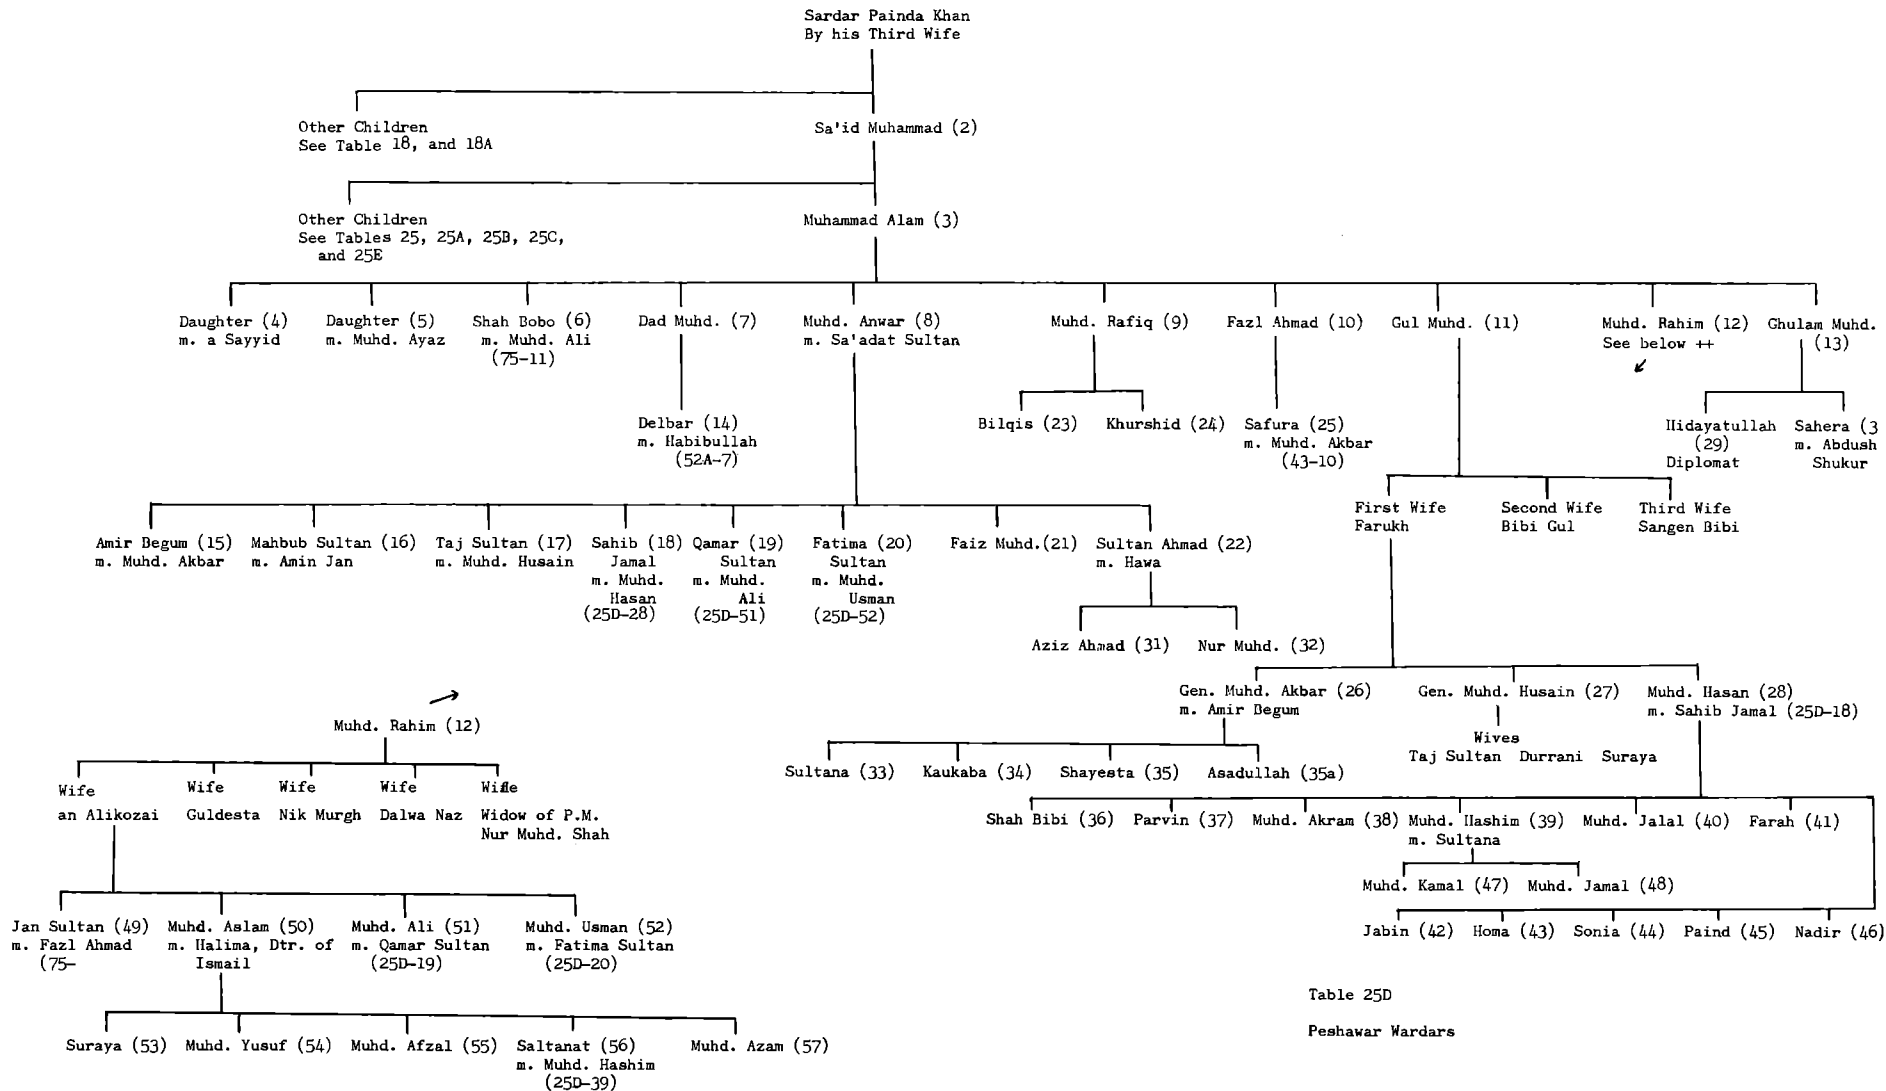 Sardar Painda Khan
By his Third Wife
Other Children
See Table 18, and 18A
Sa'id Muhammad (2)
Other Children
See Tables 25, 25A, 25B, 25C,
and 25E
Muhammad Alam (3)
Daughter (4)
m. a Sayyid
Daughter (5)
m. Muhd. Ayaz
Shah Bobo (6)
m. Muhd. Ali
(75-11)
Dad Muhd. (7)
Muhd. Anwar (8)
m. Sa'adat Sultan
Muhd. Rafiq (9)
Fazl Ahmad (10)
Gul Muhd. (11)
Muhd. Rahim (12)
See below ++
Ghulam Muhd.
(13)
Delbar (14)
m. Habibullah
(52A-7)
Bilqis (23)
Khurshid (24)
Safura (25)
m. Muhd. Akbar
(43-10)
Hidayatullah
(29)
Diplomat
Sahera (3
m. Abdush
Shukur
First Wife
Farukh
Second Wife
Bibi Gul
Third Wife
Sangen Bibi
Amir Begum (15)
m. Muhd. Akbar
Mahbub Sultan (16)
m. Amin Jan
Taj Sultan (17)
m. Muhd. Husain
Sahib (18)
Jamal
m. Muhd.
Hasan
(25D-28)
Qamar (19)
Sultan
m. Muhd.
Ali
(25D-51)
Fatima (20)
Sultan
m. Muhd.
Usman
(25D-52)
Faiz Muhd.(21)
Sultan Ahmad (22)
m. Hawa
Aziz Ahmad (31)
Nur Muhd. (32)
Gen. Muhd. Akbar (26)
m. Amir Begum
Gen. Muhd. Husain (27)
Wives
Taj Sultan Durrani Suraya
Muhd. Hasan (28)
m. Sahib Jamal (25D-18)
Sultana (33)
Kaukaba (34)
Shayesta (35)
Asadullah (35a)
Shah Bibi (36)
Parvin (37)
Muhd. Akram (38)
Muhd. Hashim (39)
m. Sultana
Muhd. Jalal (40)
Farah (41)
Muhd. Kamal (47)
Muhd. Jamal (48)
Jabin (42)
Homa (43)
Sonia (44)
Paind (45)
Nadir (46)
Muhd. Rahim (12)
Wife
an Alikozai
Wife
Guldesta
Wife
Nik Murgh
Wife
Dalwa Naz
Wife
Widow of P.M.
Nur Muhd. Shah
Jan Sultan (49)
m. Fazl Ahmad
(75-
Muhd. Aslam (50)
m. Halima, Dtr. of
Ismail
Muhd. Ali (51)
m. Qamar Sultan
(25D-19)
Muhd. Usman (52)
m. Fatima Sultan
(25D-20)
Suraya (53)
Muhd. Yusuf (54)
Muhd. Afzal (55)
Saltanat (56)
m. Muhd. Hashim
(25D-39)
Muhd. Azam (57)
Table 25D
Peshawar Wardars